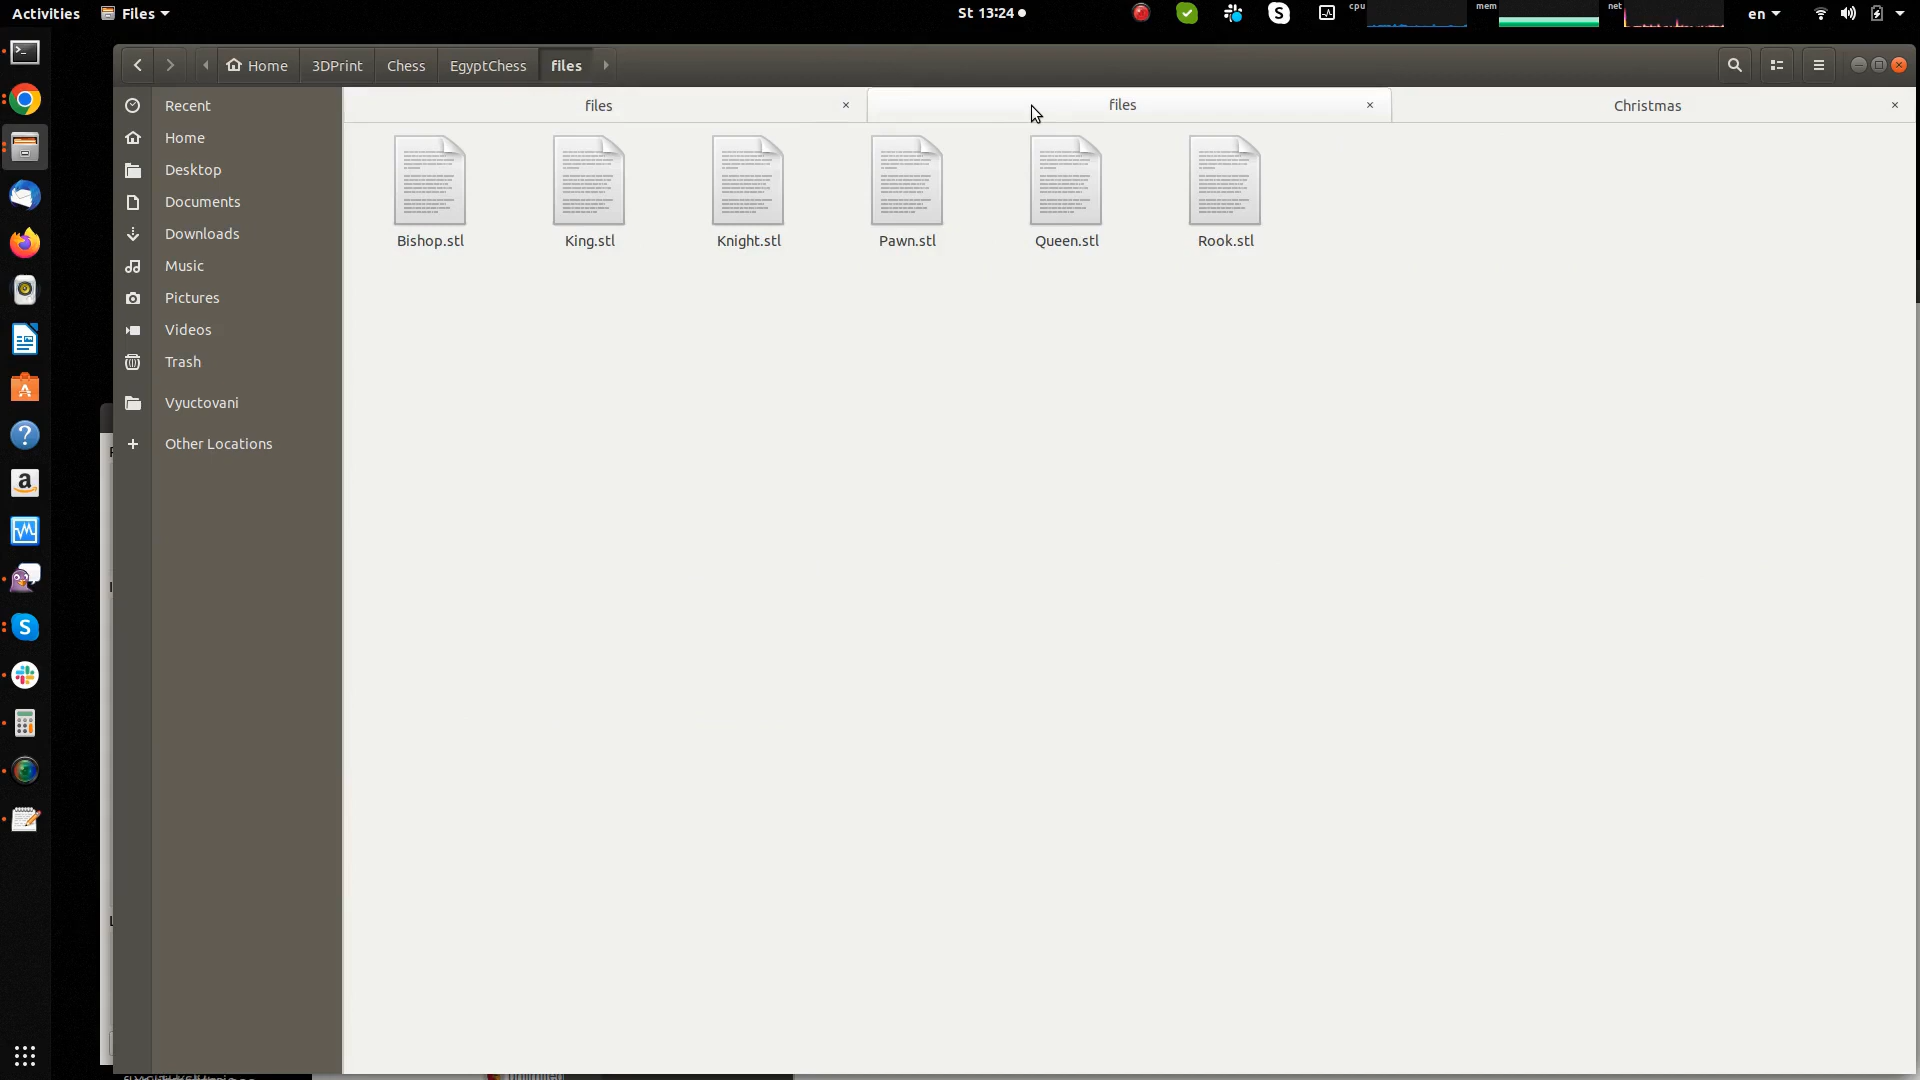 Activities Files St 13:24 cpu mem net en
Home 3DPrint Chess EgyptChess files
Recent
Home
Desktop
Documents
Downloads
Music
Pictures
Videos
Trash
Vyuctovani
Other Locations
files files Christmas
Bishop.stl King.stl Knight.stl Pawn.stl Queen.stl Rook.stl